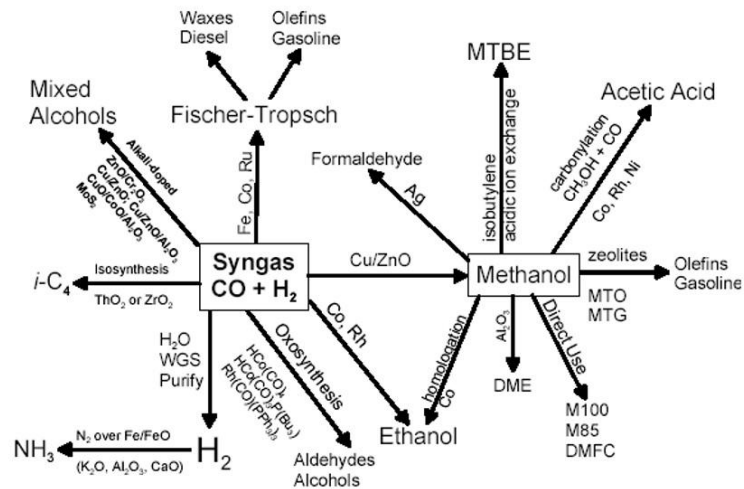 Waxes
Diesel
Olefins
Gasoline
Fischer-Tropsch
Mixed
Alcohols
MTBE
Acetic Acid
Formaldehyde
Alkali-doped
ZnO/Cr₂O₃
Cu/ZnO; Cu/ZnO/Al₂O₃
CuO/CoO/Al₂O₃
MoS₂
Fe, Co, Ru
Ag
isobutylene
acidic ion exchange
carbonylation
CH₃OH + CO
Co, Rh, Ni
i-C₄
Isosynthesis
ThO₂ or ZrO₂
Syngas
CO + H₂
Cu/ZnO
Methanol
zeolites
MTO
MTG
Olefins
Gasoline
H₂O
WGS
Purify
Oxosynthesis
HCo(CO)₄
HCo(CO)₃P(Bu₃)
Rh(CO)(PPh₃)₃
Co, Rh
homologation
Co
Al₂O₃
DME
Direct Use
M100
M85
DMFC
Ethanol
Aldehydes
Alcohols
NH₃
N₂ over Fe/FeO
(K₂O, Al₂O₃, CaO)
H₂